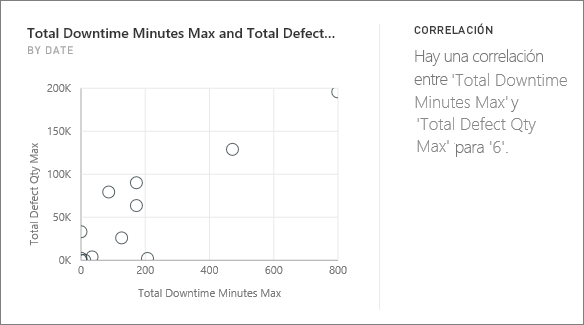 Total Downtime Minutes Max and Total Defect...
BY DATE
200K
150K
100K
50K
0K
0
200
400
600
800
Total Defect Qty Max
Total Downtime Minutes Max
CORRELACIÓN
Hay una correlación
entre 'Total Downtime
Minutes Max' y
'Total Defect Qty
Max' para '6'.